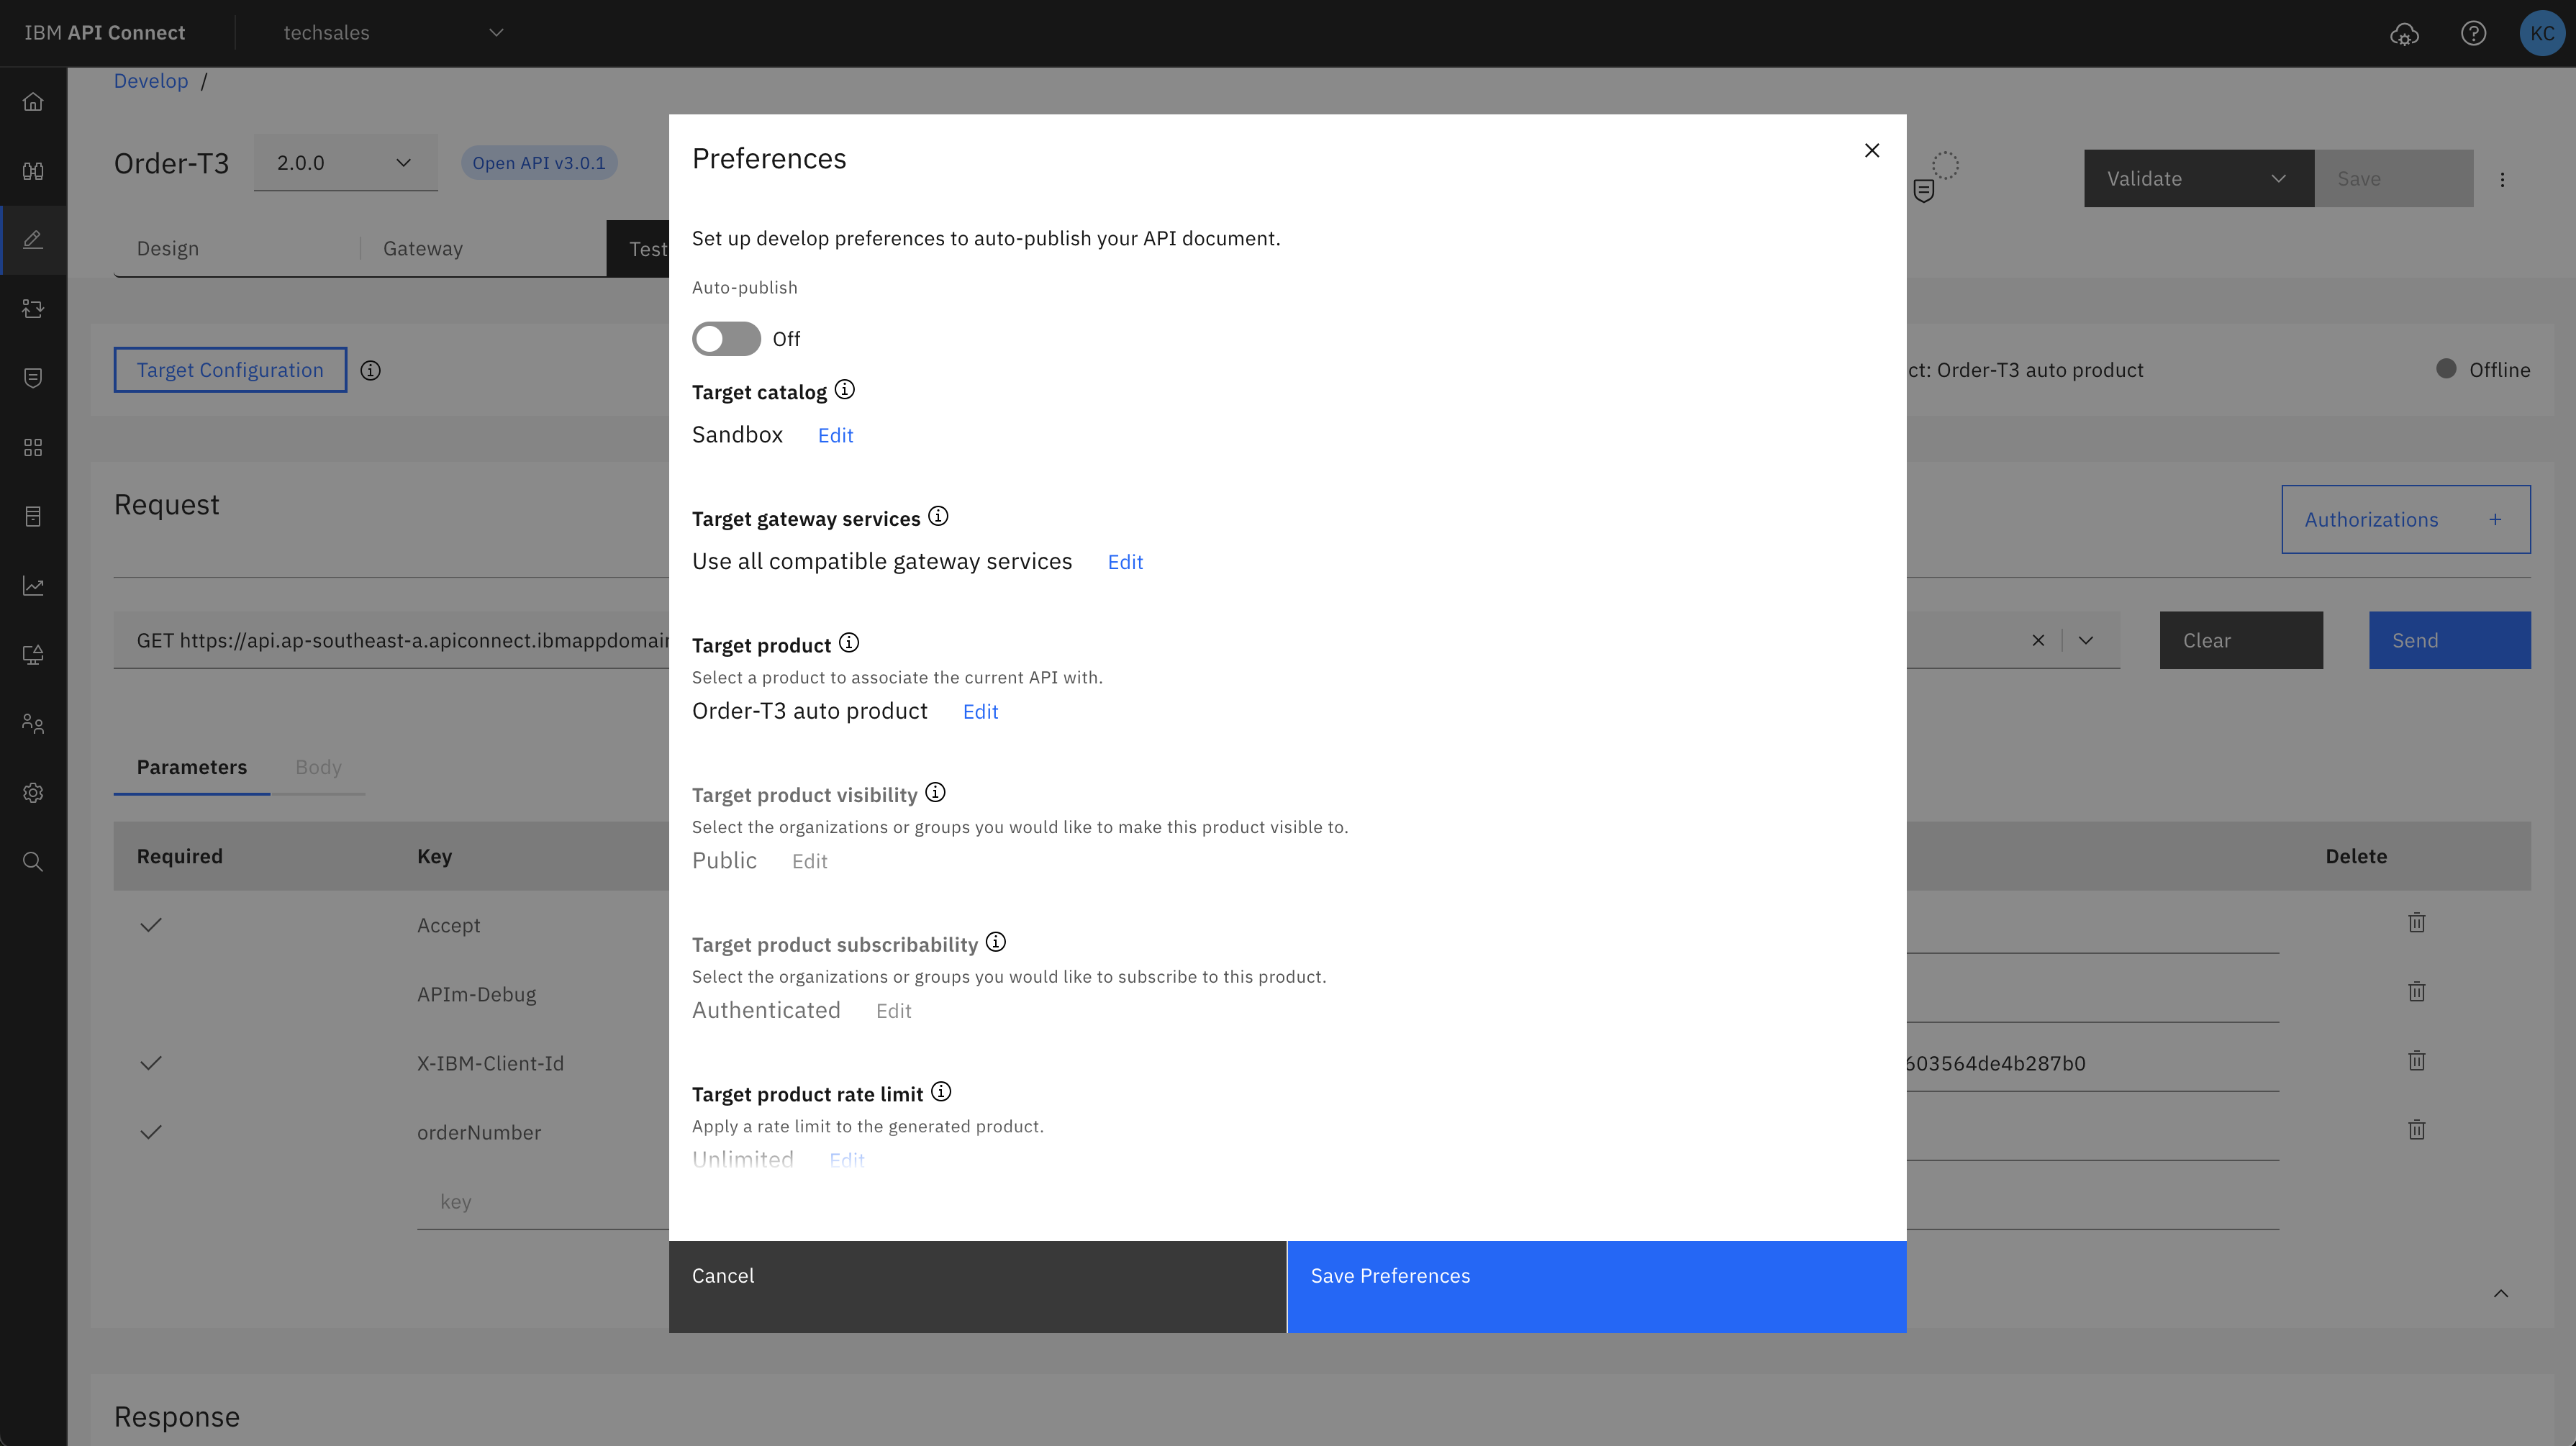 IBM API Connect
techsales
KC
Develop /
Order-T3
2.0.0
Open API v3.0.1
Validate
Save
Design
Gateway
Test
Target Configuration
ct: Order-T3 auto product
Offline
Request
Authorizations +
GET https://api.ap-southeast-a.apiconnect.ibmappdomain
Clear
Send
Parameters
Body
Required
Key
Delete
Accept
APIm-Debug
X-IBM-Client-Id
603564de4b287b0
orderNumber
key
Response
Preferences
Set up develop preferences to auto-publish your API document.
Auto-publish
Off
Target catalog
Sandbox Edit
Target gateway services
Use all compatible gateway services Edit
Target product
Select a product to associate the current API with.
Order-T3 auto product Edit
Target product visibility
Select the organizations or groups you would like to make this product visible to.
Public Edit
Target product subscribability
Select the organizations or groups you would like to subscribe to this product.
Authenticated Edit
Target product rate limit
Apply a rate limit to the generated product.
Unlimited Edit
Cancel
Save Preferences